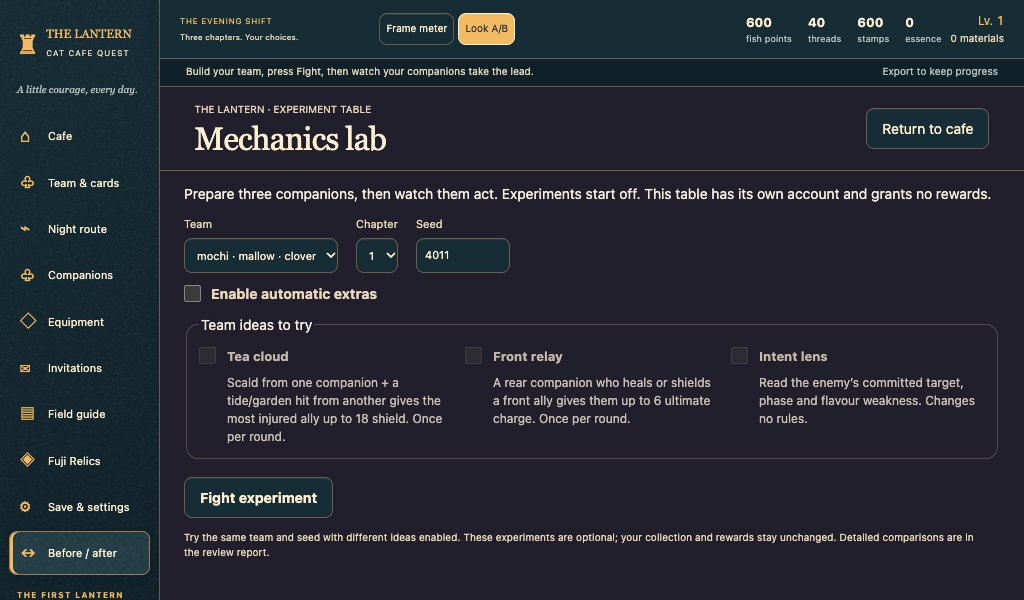 THE LANTERN
CAT CAFE QUEST
A little courage, every day.
Cafe
Team & cards
Night route
Companions
Equipment
Invitations
Field guide
Fuji Relics
Save & settings
Before / after
THE FIRST LANTERN
THE EVENING SHIFT
Three chapters. Your choices.
Frame meter
Look A/B
600
fish points
40
threads
600
stamps
0
essence
Lv. 1
0 materials
Build your team, press Fight, then watch your companions take the lead.
Export to keep progress
THE LANTERN · EXPERIMENT TABLE
Mechanics lab
Return to cafe
Prepare three companions, then watch them act. Experiments start off. This table has its own account and grants no rewards.
Team
Chapter
Seed
mochi · mallow · clover
1
4011
Enable automatic extras
Team ideas to try
Tea cloud
Scald from one companion + a
tide/garden hit from another gives the
most injured ally up to 18 shield. Once
per round.
Front relay
A rear companion who heals or shields
a front ally gives them up to 6 ultimate
charge. Once per round.
Intent lens
Read the enemy's committed target,
phase and flavour weakness. Changes
no rules.
Fight experiment
Try the same team and seed with different ideas enabled. These experiments are optional; your collection and rewards stay unchanged. Detailed comparisons are in
the review report.